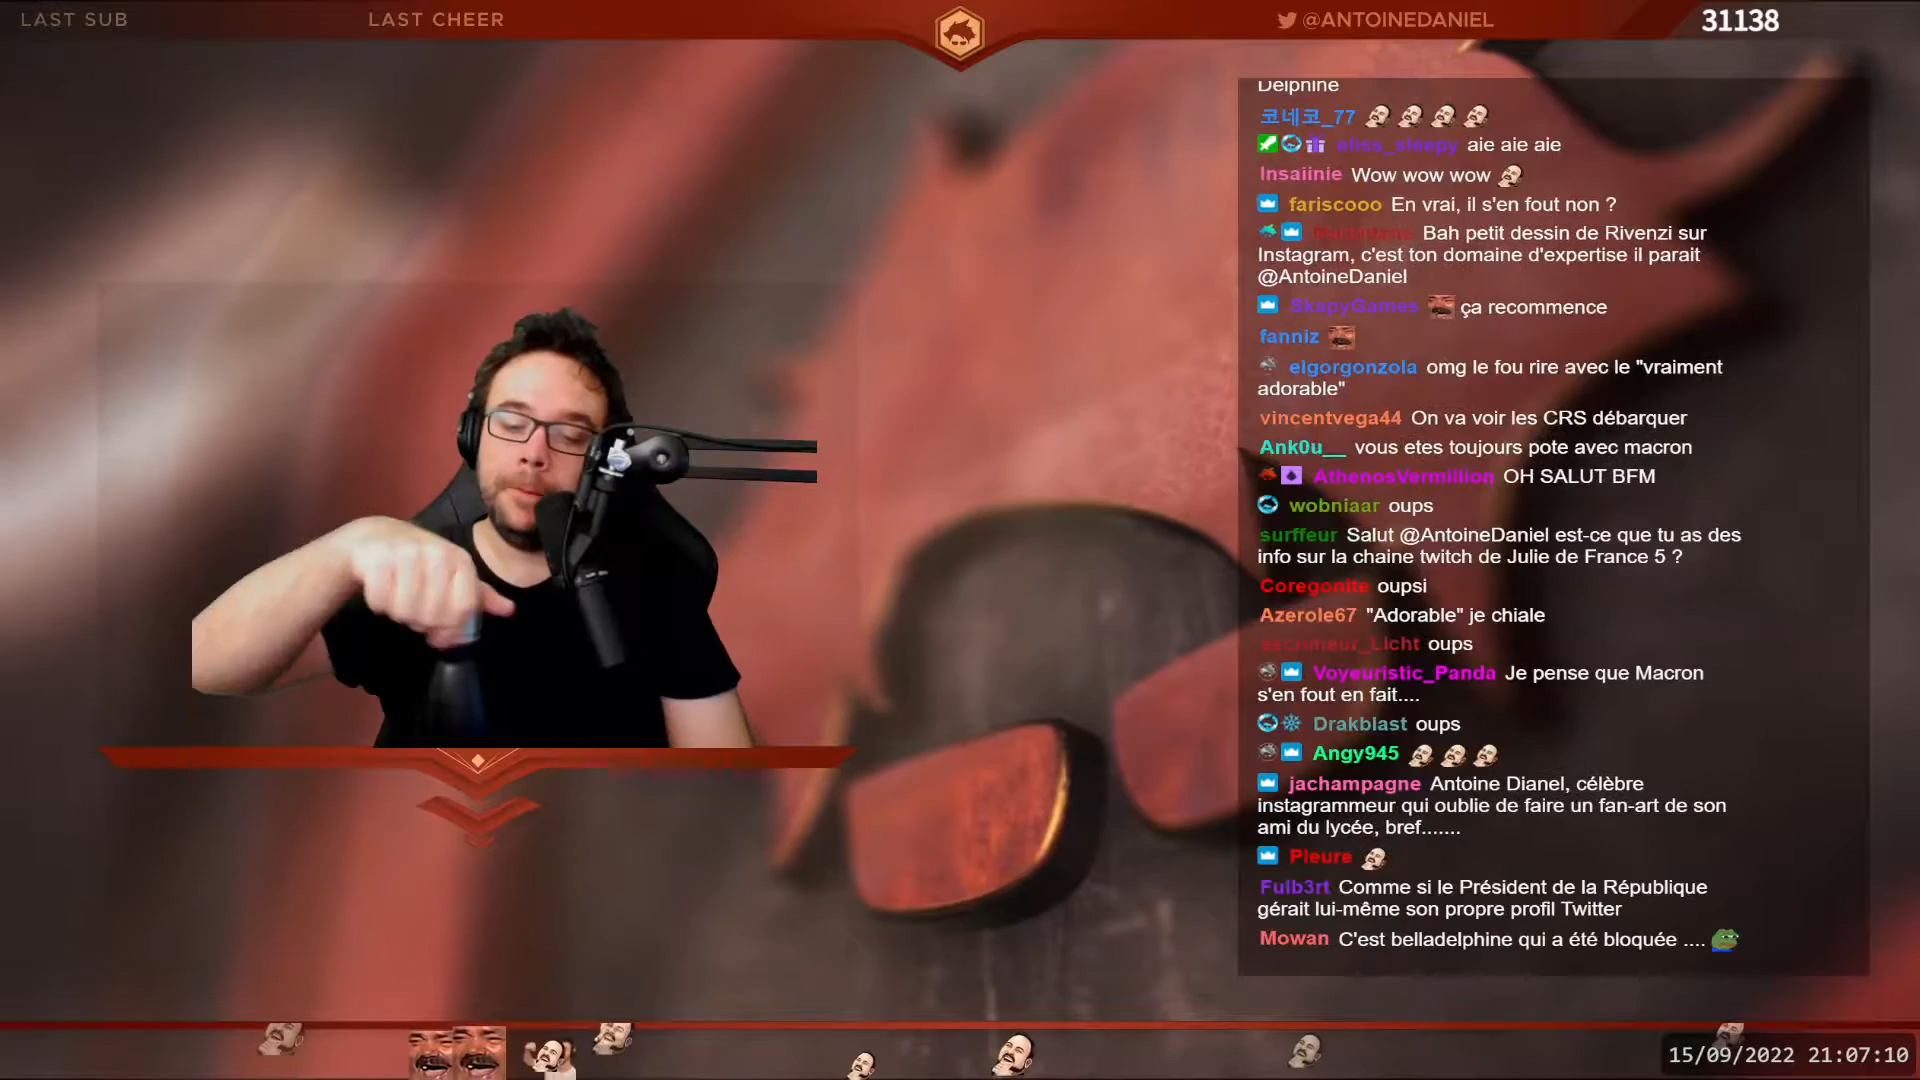 LAST SUB
LAST CHEER
@ANTOINEDANIEL
31138
Delphine
코네코_77
eliss_sleepy aie aie aie
Insaiinie Wow wow wow
fariscooo En vrai, il s'en fout non ?
Bah petit dessin de Rivenzi sur
Instagram, c'est ton domaine d'expertise il parait
@AntoineDaniel
SkapyGames ça recommence
fanniz
elgorgonzola omg le fou rire avec le "vraiment
adorable"
vincentvega44 On va voir les CRS débarquer
Ank0u__ vous etes toujours pote avec macron
AthenosVermillion OH SALUT BFM
wobniaar oups
surffeur Salut @AntoineDaniel est-ce que tu as des
info sur la chaine twitch de Julie de France 5 ?
Coregonite oupsi
Azerole67 "Adorable" je chiale
escrimeur_Licht oups
Voyeuristic_Panda Je pense que Macron
s'en fout en fait....
Drakblast oups
Angy945
jachampagne Antoine Dianel, célèbre
instagrammeur qui oublie de faire un fan-art de son
ami du lycée, bref.......
Pleure
Fulb3rt Comme si le Président de la République
gérait lui-même son propre profil Twitter
Mowan C'est belladelphine qui a été bloquée ....
15/09/2022 21:07:10